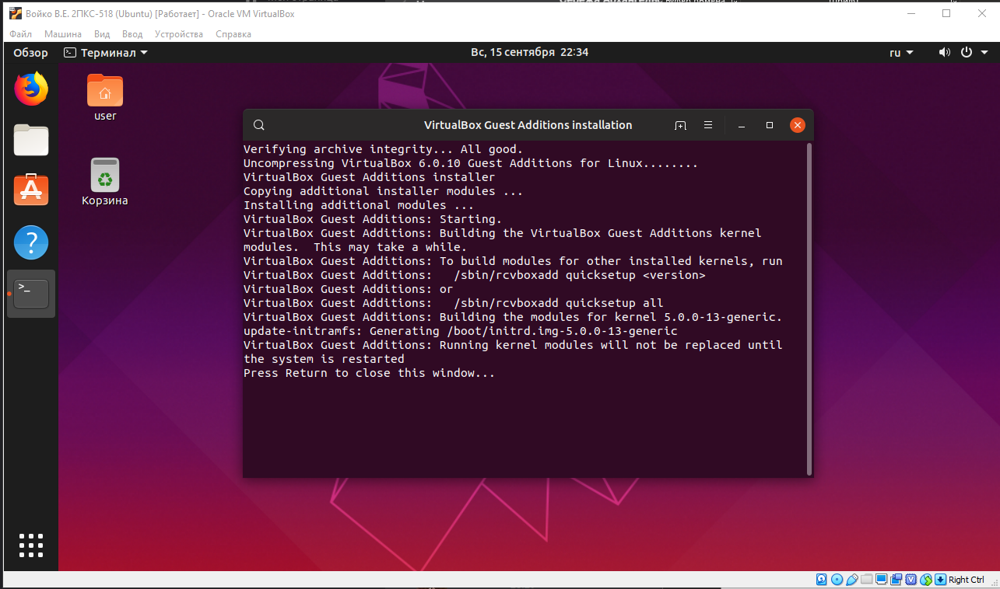 Войко В.Е. 2ПКС-518 (Ubuntu) [Работает] - Oracle VM VirtualBox
Файл Машина Вид Ввод Устройства Справка
Обзор Терминал Вс, 15 сентября 22:34 ru
user
Корзина
VirtualBox Guest Additions installation
Verifying archive integrity... All good.
Uncompressing VirtualBox 6.0.10 Guest Additions for Linux........
VirtualBox Guest Additions installer
Copying additional installer modules ...
Installing additional modules ...
VirtualBox Guest Additions: Starting.
VirtualBox Guest Additions: Building the VirtualBox Guest Additions kernel
modules.  This may take a while.
VirtualBox Guest Additions: To build modules for other installed kernels, run
VirtualBox Guest Additions:   /sbin/rcvboxadd quicksetup <version>
VirtualBox Guest Additions: or
VirtualBox Guest Additions:   /sbin/rcvboxadd quicksetup all
VirtualBox Guest Additions: Building the modules for kernel 5.0.0-13-generic.
update-initramfs: Generating /boot/initrd.img-5.0.0-13-generic
VirtualBox Guest Additions: Running kernel modules will not be replaced until
the system is restarted
Press Return to close this window...
Right Ctrl